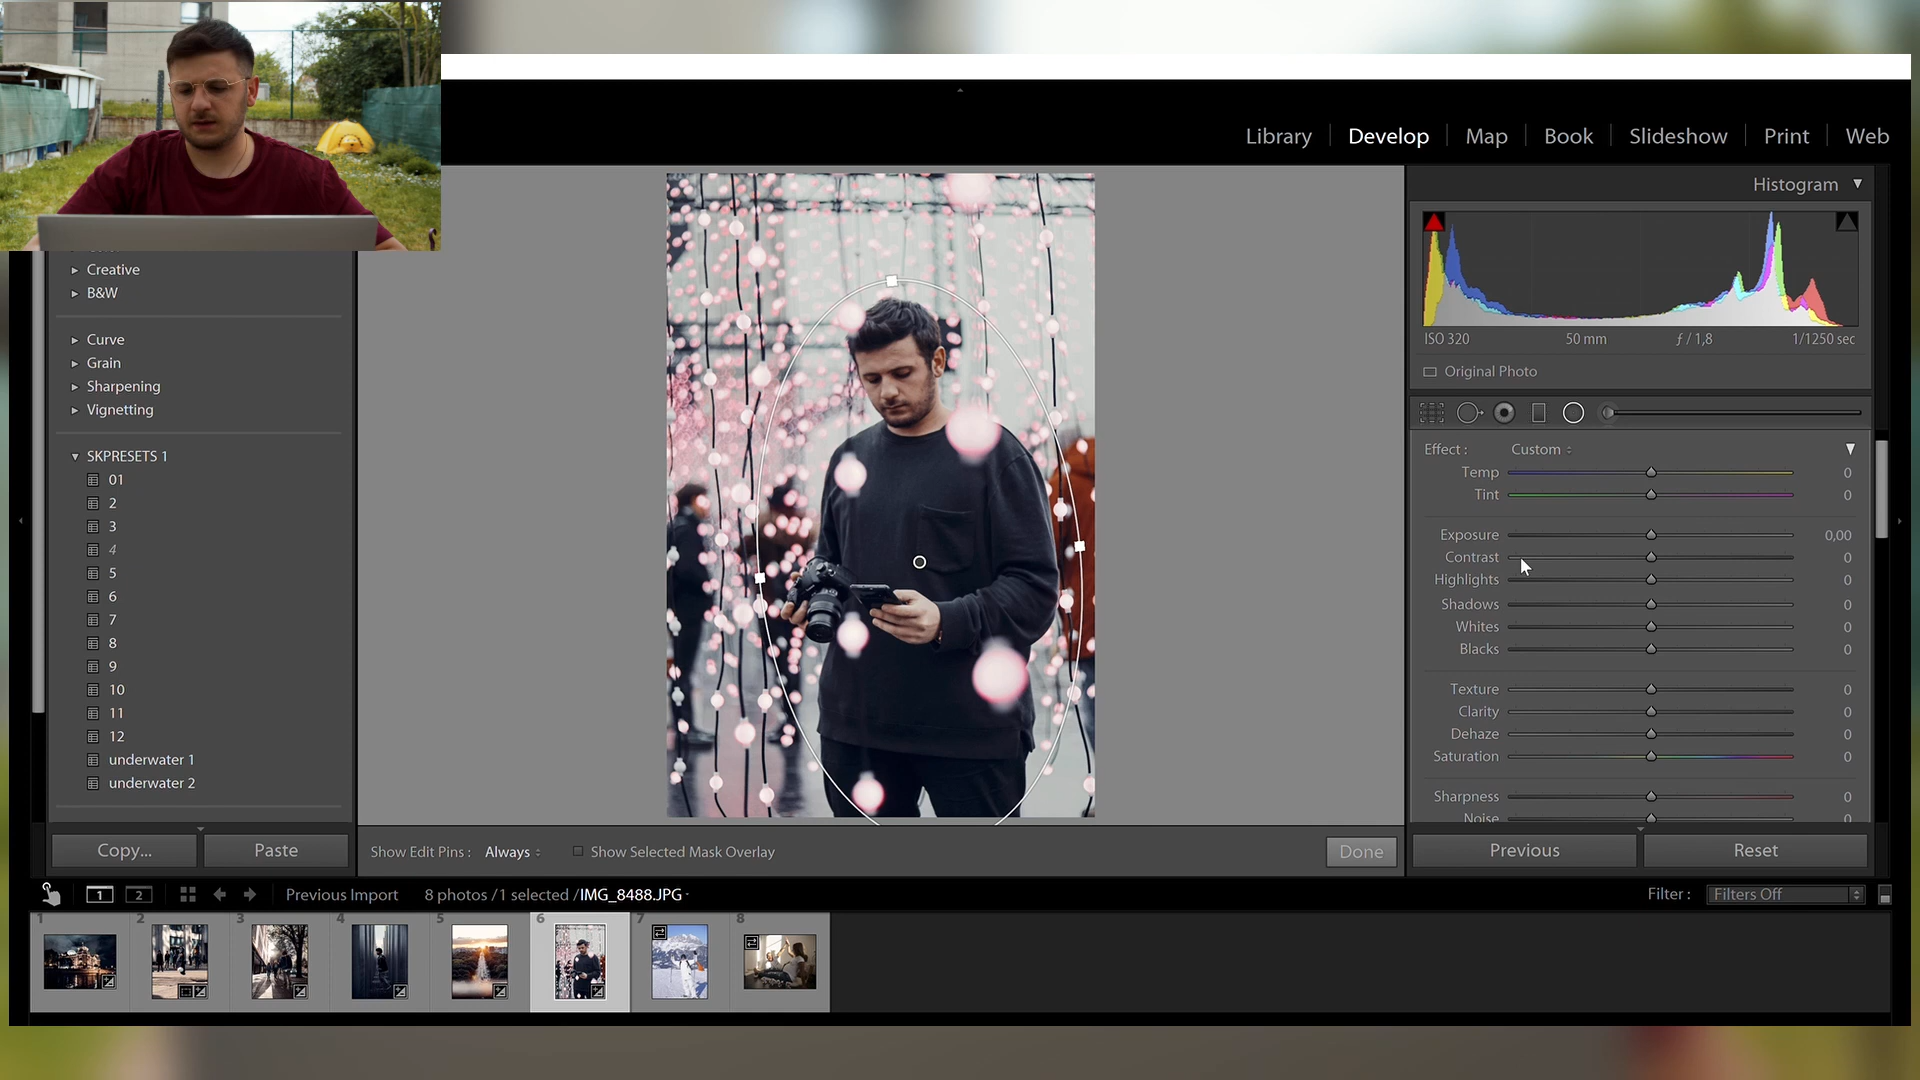 Library
Develop
Map
Book
Slideshow
Print
Web
Histogram
ISO 320
50 mm
ƒ / 1,8
1/1250 sec
Original Photo
Creative
B&W
Curve
Grain
Sharpening
Vignetting
SKPRESETS 1
01
2
3
4
5
6
7
8
9
10
11
12
underwater 1
underwater 2
Copy...
Paste
Effect :
Custom
Temp 0
Tint 0
Exposure 0,00
Contrast 0
Highlights 0
Shadows 0
Whites 0
Blacks 0
Texture 0
Clarity 0
Dehaze 0
Saturation 0
Sharpness 0
Noise 0
Show Edit Pins :
Always
Show Selected Mask Overlay
Done
Previous
Reset
1
2
Previous Import
8 photos /1 selected /IMG_8488.JPG
Filter :
Filters Off
1
2
3
4
5
6
7
8